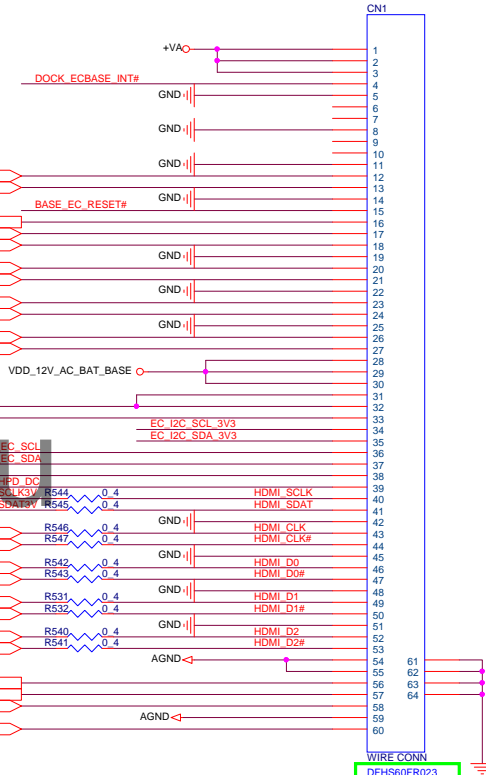 CN1
+VA
1
2
3
DOCK_ECBASE_INT# 4
GND 5
6
7
GND 8
9
10
GND 11
12
13
GND 14
BASE_EC_RESET# 15
16
17
18
GND 19
20
21
GND 22
23
24
GND 25
26
27
28
VDD_12V_AC_BAT_BASE 29
30
31
32
33
EC_I2C_SCL_3V3 34
EC_I2C_SDA_3V3 35
EC_SCL 36
EC_SDA 37
38
HPD_DC 39
SCLK3V R544 0_4 HDMI_SCLK 40
SDAT3V R545 0_4 HDMI_SDAT 41
GND 42
R546 0_4 HDMI_CLK 43
R547 0_4 HDMI_CLK# 44
GND 45
R542 0_4 HDMI_D0 46
R543 0_4 HDMI_D0# 47
GND 48
R531 0_4 HDMI_D1 49
R532 0_4 HDMI_D1# 50
GND 51
R540 0_4 HDMI_D2 52
R541 0_4 HDMI_D2# 53
AGND 54 61
55 62
56 63
57 64
58
AGND 59
60
WIRE CONN
DFHS60FR023